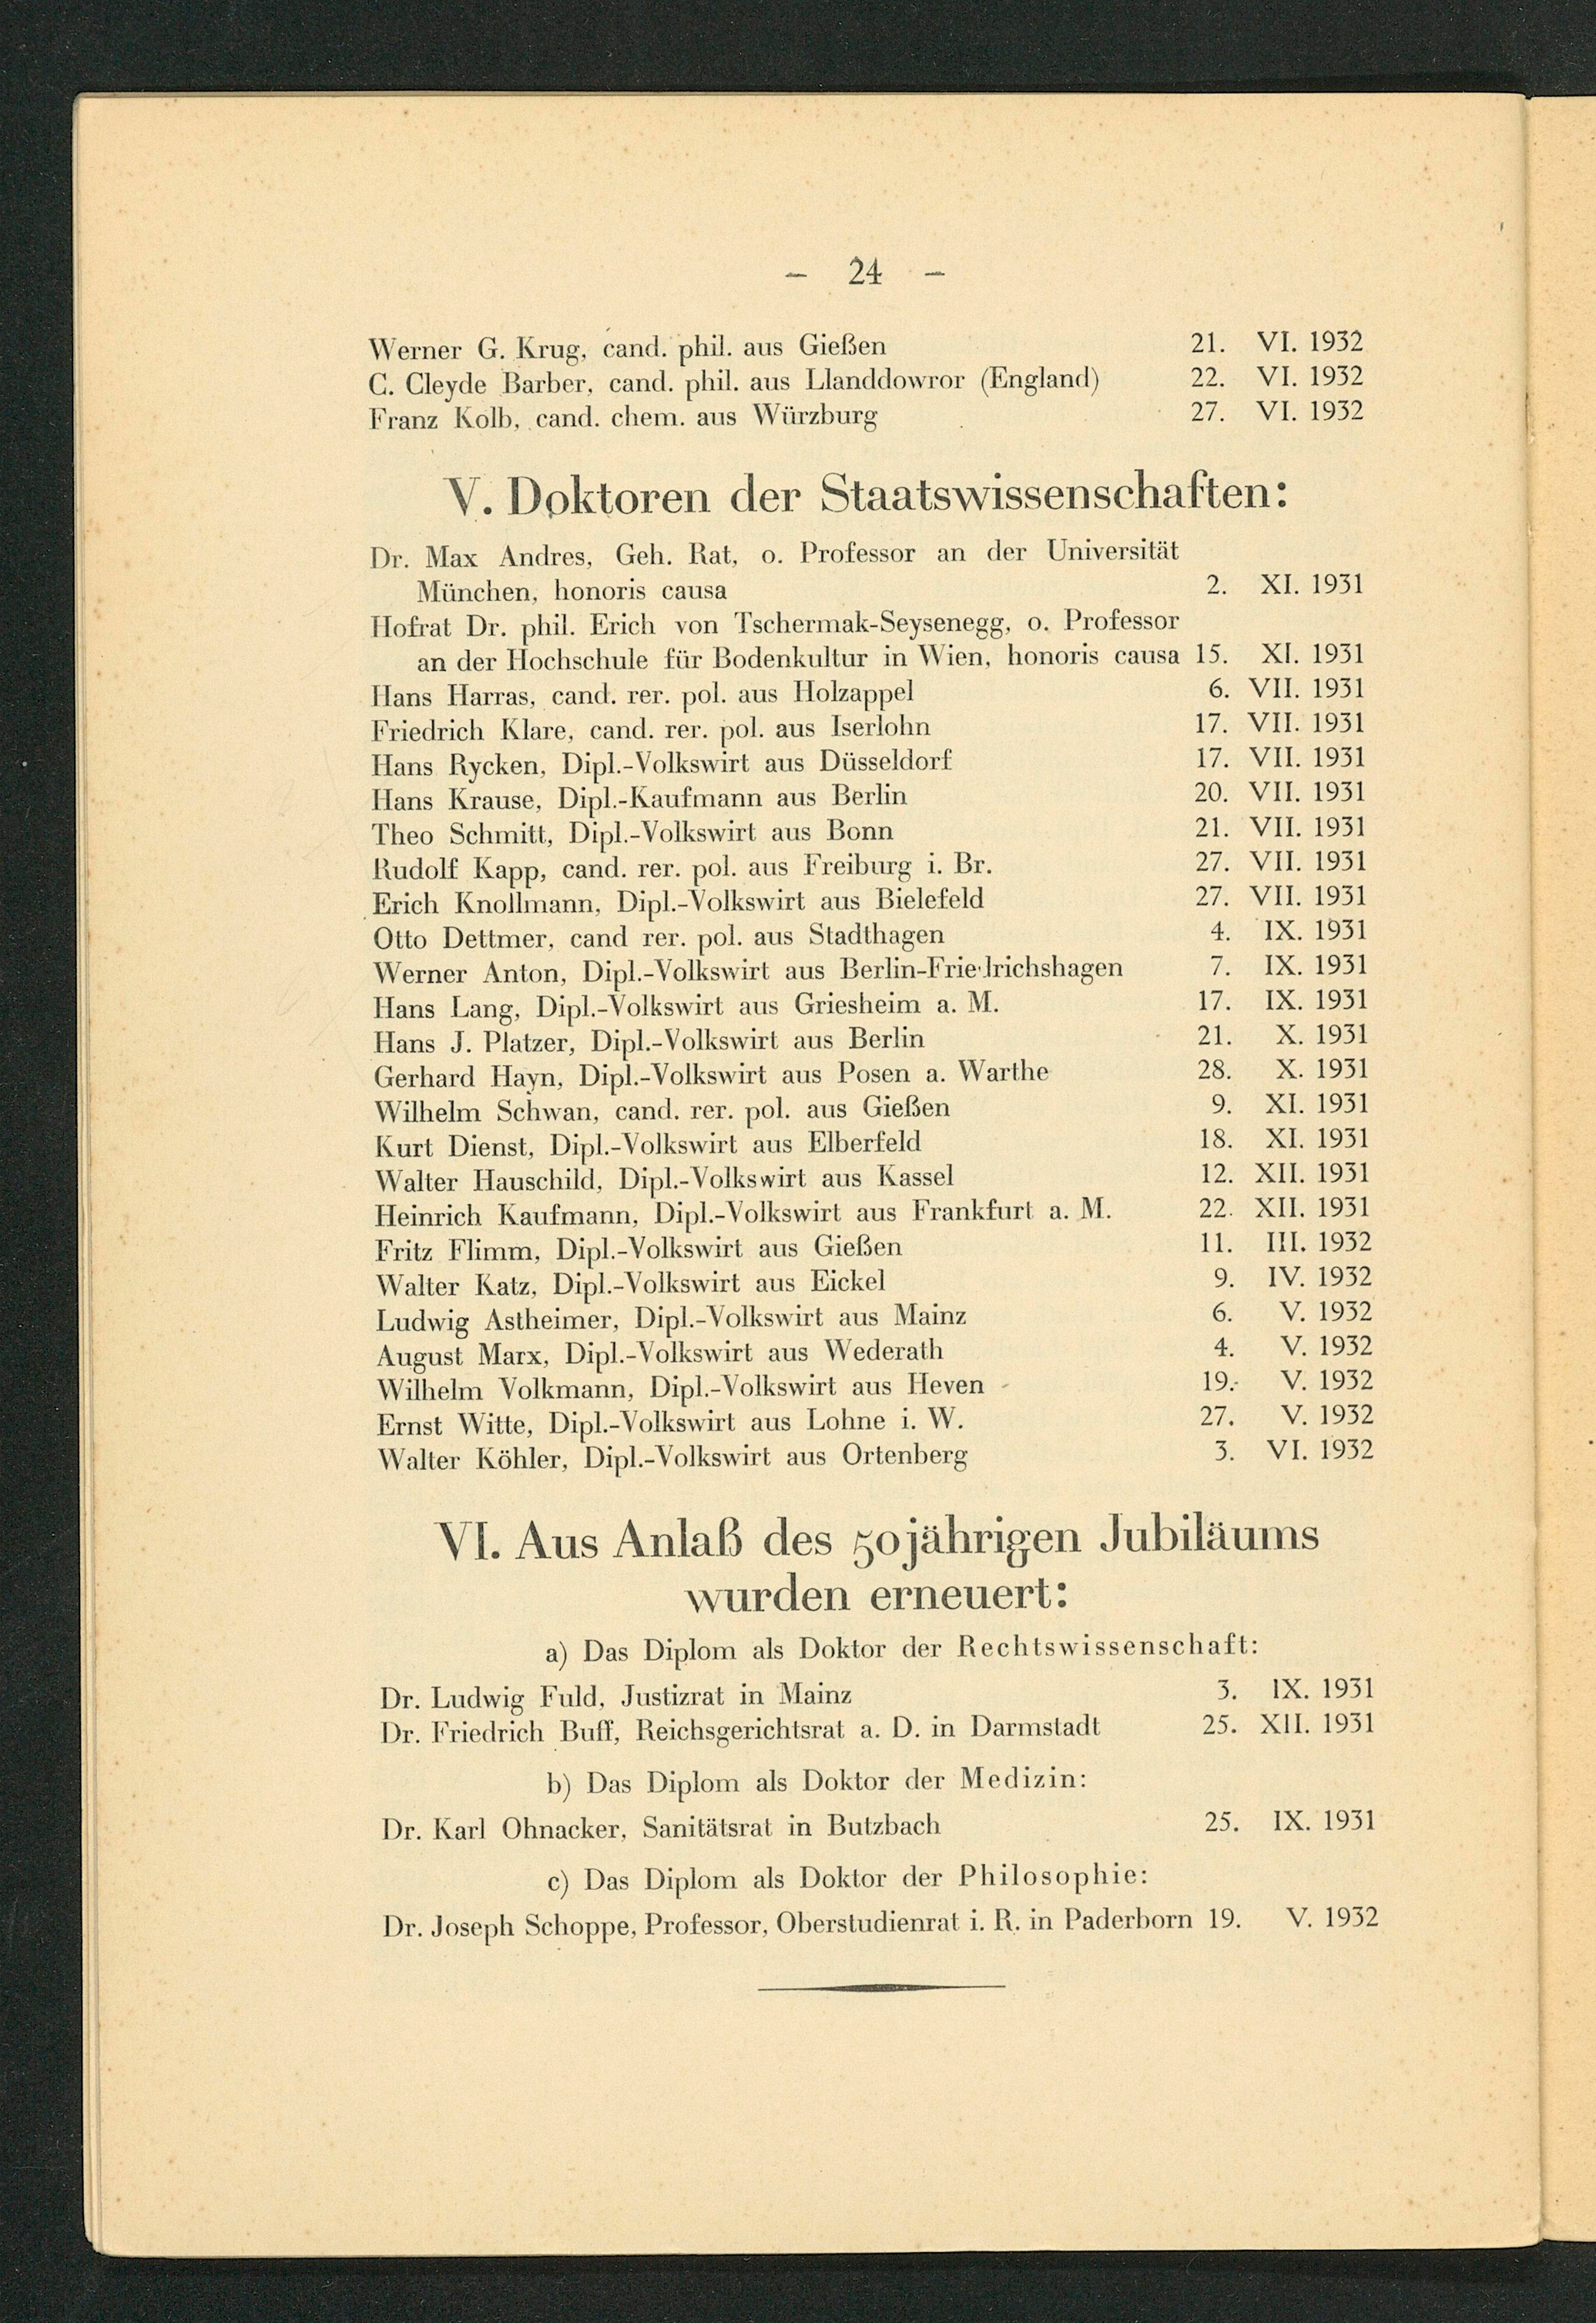 — 24 —
Werner G. Krug, cand. phil. aus Gießen 21. VI. 1932
C. Cleyde Barber, cand. phil. aus Llanddowror (England) 22. VI. 1932
Franz Kolb, cand. chem. aus Würzburg 27. VI. 1932
V. Doktoren der Staatswissenschaften:
Dr. Max Andres, Geh. Rat, o. Professor an der Universität
München, honoris causa 2. XI. 1931
Hofrat Dr. phil. Erich von Tschermak-Seysenegg, o. Professor
an der Hochschule für Bodenkultur in Wien, honoris causa 15. XI. 1931
Hans Harras, cand. rer. pol. aus Holzappel 6. VII. 1931
Friedrich Klare, cand. rer. pol. aus Iserlohn 17. VII. 1931
Hans Rycken, Dipl.-Volkswirt aus Düsseldorf 17. VII. 1931
Hans Krause, Dipl.-Kaufmann aus Berlin 20. VII. 1931
Theo Schmitt, Dipl.-Volkswirt aus Bonn 21. VII. 1931
Rudolf Kapp, cand. rer. pol. aus Freiburg i. Br. 27. VII. 1931
Erich Knollmann, Dipl.-Volkswirt aus Bielefeld 27. VII. 1931
Otto Dettmer, cand rer. pol. aus Stadthagen 4. IX. 1931
Werner Anton, Dipl.-Volkswirt aus Berlin-Friedrichshagen 7. IX. 1931
Hans Lang, Dipl.-Volkswirt aus Griesheim a. M. 17. IX. 1931
Hans J. Platzer, Dipl.-Volkswirt aus Berlin 21. X. 1931
Gerhard Hayn, Dipl.-Volkswirt aus Posen a. Warthe 28. X. 1931
Wilhelm Schwan, cand. rer. pol. aus Gießen 9. XI. 1931
Kurt Dienst, Dipl.-Volkswirt aus Elberfeld 18. XI. 1931
Walter Hauschild, Dipl.-Volkswirt aus Kassel 12. XII. 1931
Heinrich Kaufmann, Dipl.-Volkswirt aus Frankfurt a. M. 22. XII. 1931
Fritz Flimm, Dipl.-Volkswirt aus Gießen 11. III. 1932
Walter Katz, Dipl.-Volkswirt aus Eickel 9. IV. 1932
Ludwig Astheimer, Dipl.-Volkswirt aus Mainz 6. V. 1932
August Marx, Dipl.-Volkswirt aus Wederath 4. V. 1932
Wilhelm Volkmann, Dipl.-Volkswirt aus Heven 19. V. 1932
Ernst Witte, Dipl.-Volkswirt aus Lohne i. W. 27. V. 1932
Walter Köhler, Dipl.-Volkswirt aus Ortenberg 3. VI. 1932
VI. Aus Anlaß des 50jährigen Jubiläums
wurden erneuert:
a) Das Diplom als Doktor der Rechtswissenschaft:
Dr. Ludwig Fuld, Justizrat in Mainz 3. IX. 1931
Dr. Friedrich Buff, Reichsgerichtsrat a. D. in Darmstadt 25. XII. 1931
b) Das Diplom als Doktor der Medizin:
Dr. Karl Ohnacker, Sanitätsrat in Butzbach 25. IX. 1931
c) Das Diplom als Doktor der Philosophie:
Dr. Joseph Schoppe, Professor, Oberstudienrat i. R. in Paderborn 19. V. 1932